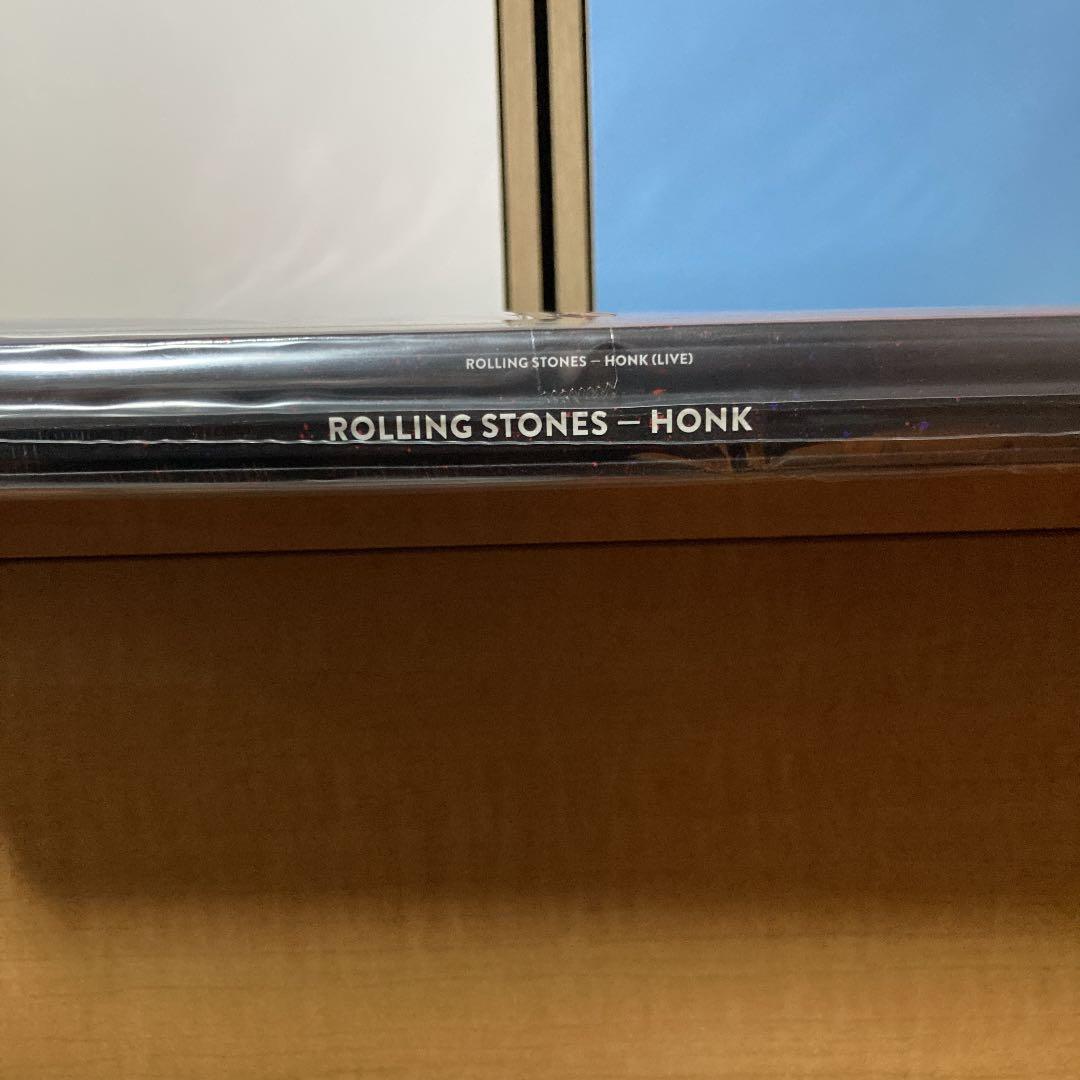 ROLLING STONES — HONK (LIVE)
ROLLING STONES — HONK